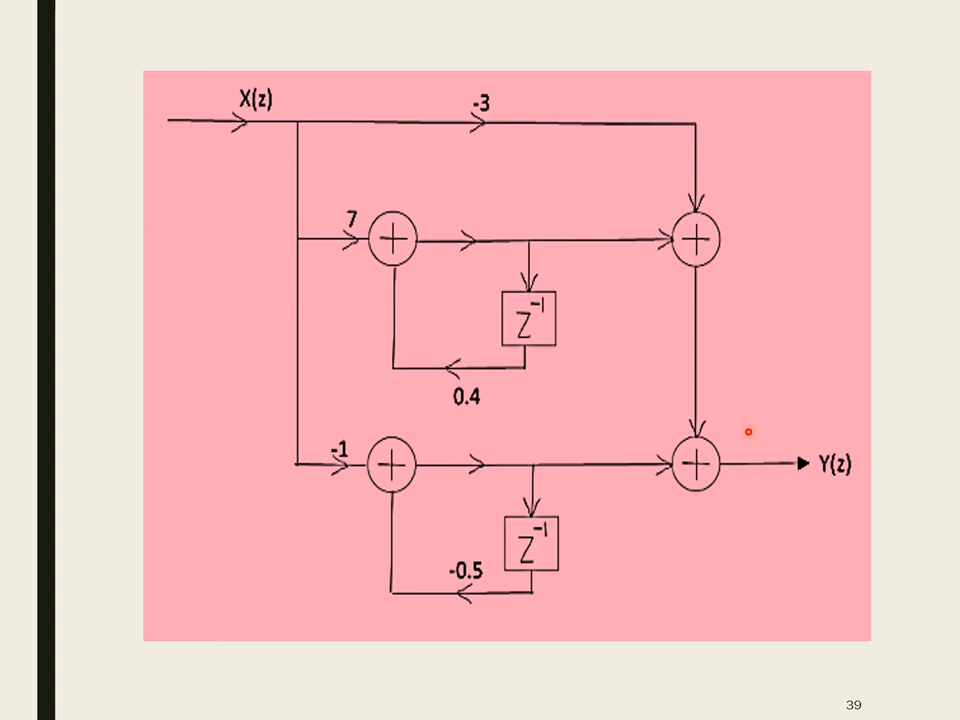 X(z)
-3
7
+
+
Z⁻¹
0.4
-1
+
+
Y(z)
Z⁻¹
-0.5
39